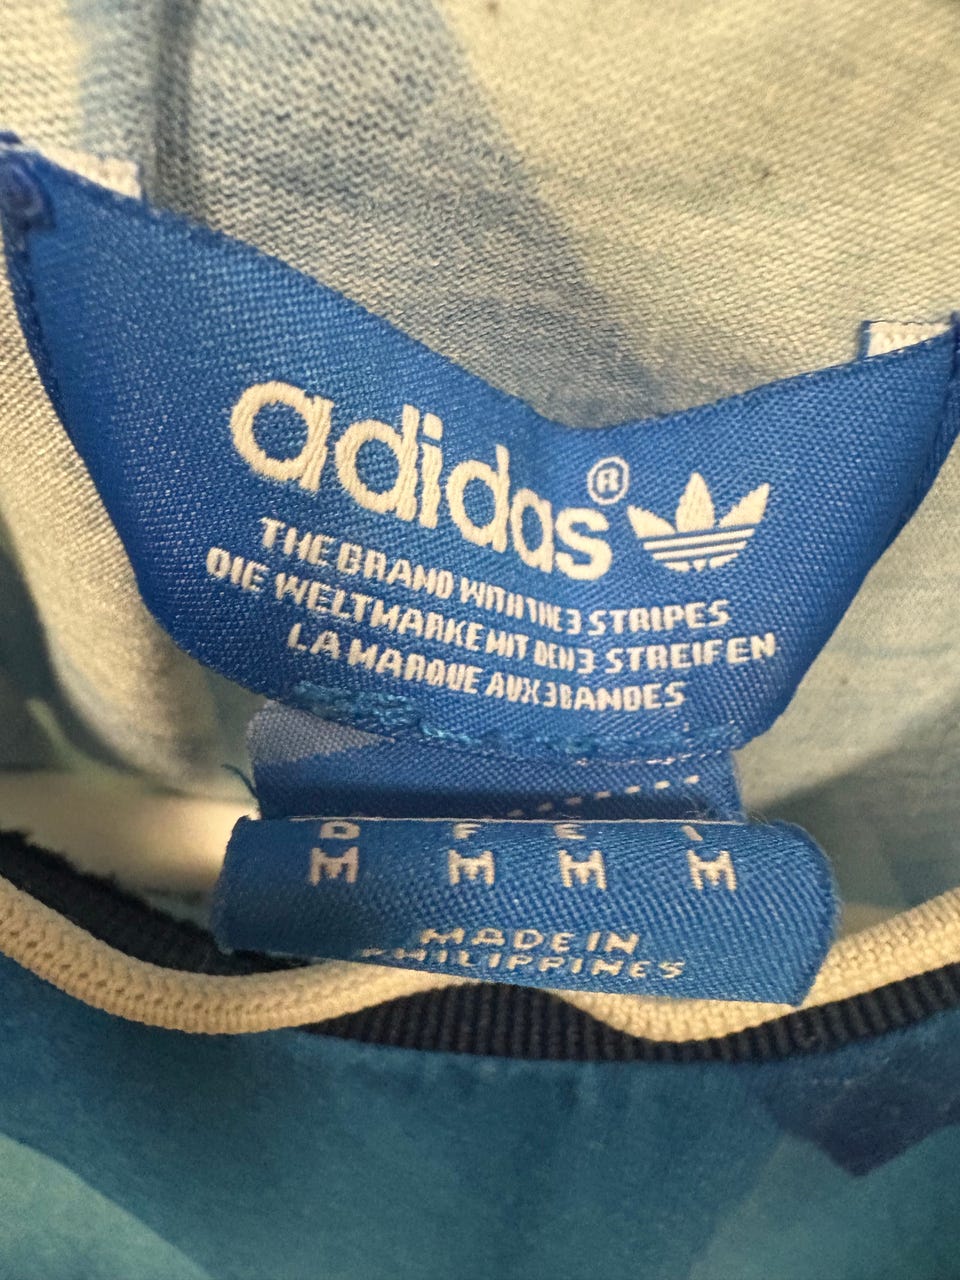 adidas®
THE BRAND WITH THE 3 STRIPES
DIE WELTMARKE MIT DEN 3 STREIFEN
LA MARQUE AUX 3 BANDES
D F E I
M M M M
MADE IN
PHILIPPINES